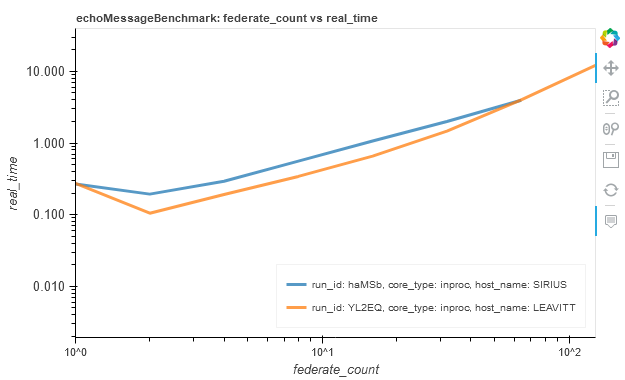 echoMessageBenchmark: federate_count vs real_time
10.000
1.000
0.100
0.010
real_time
run_id: haMSb, core_type: inproc, host_name: SIRIUS
run_id: YL2EQ, core_type: inproc, host_name: LEAVITT
10^0
10^1
10^2
federate_count